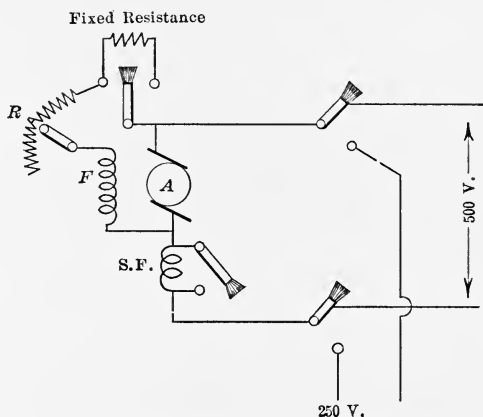 Fixed Resistance
R
F
A
S.F.
500 V.
250 V.